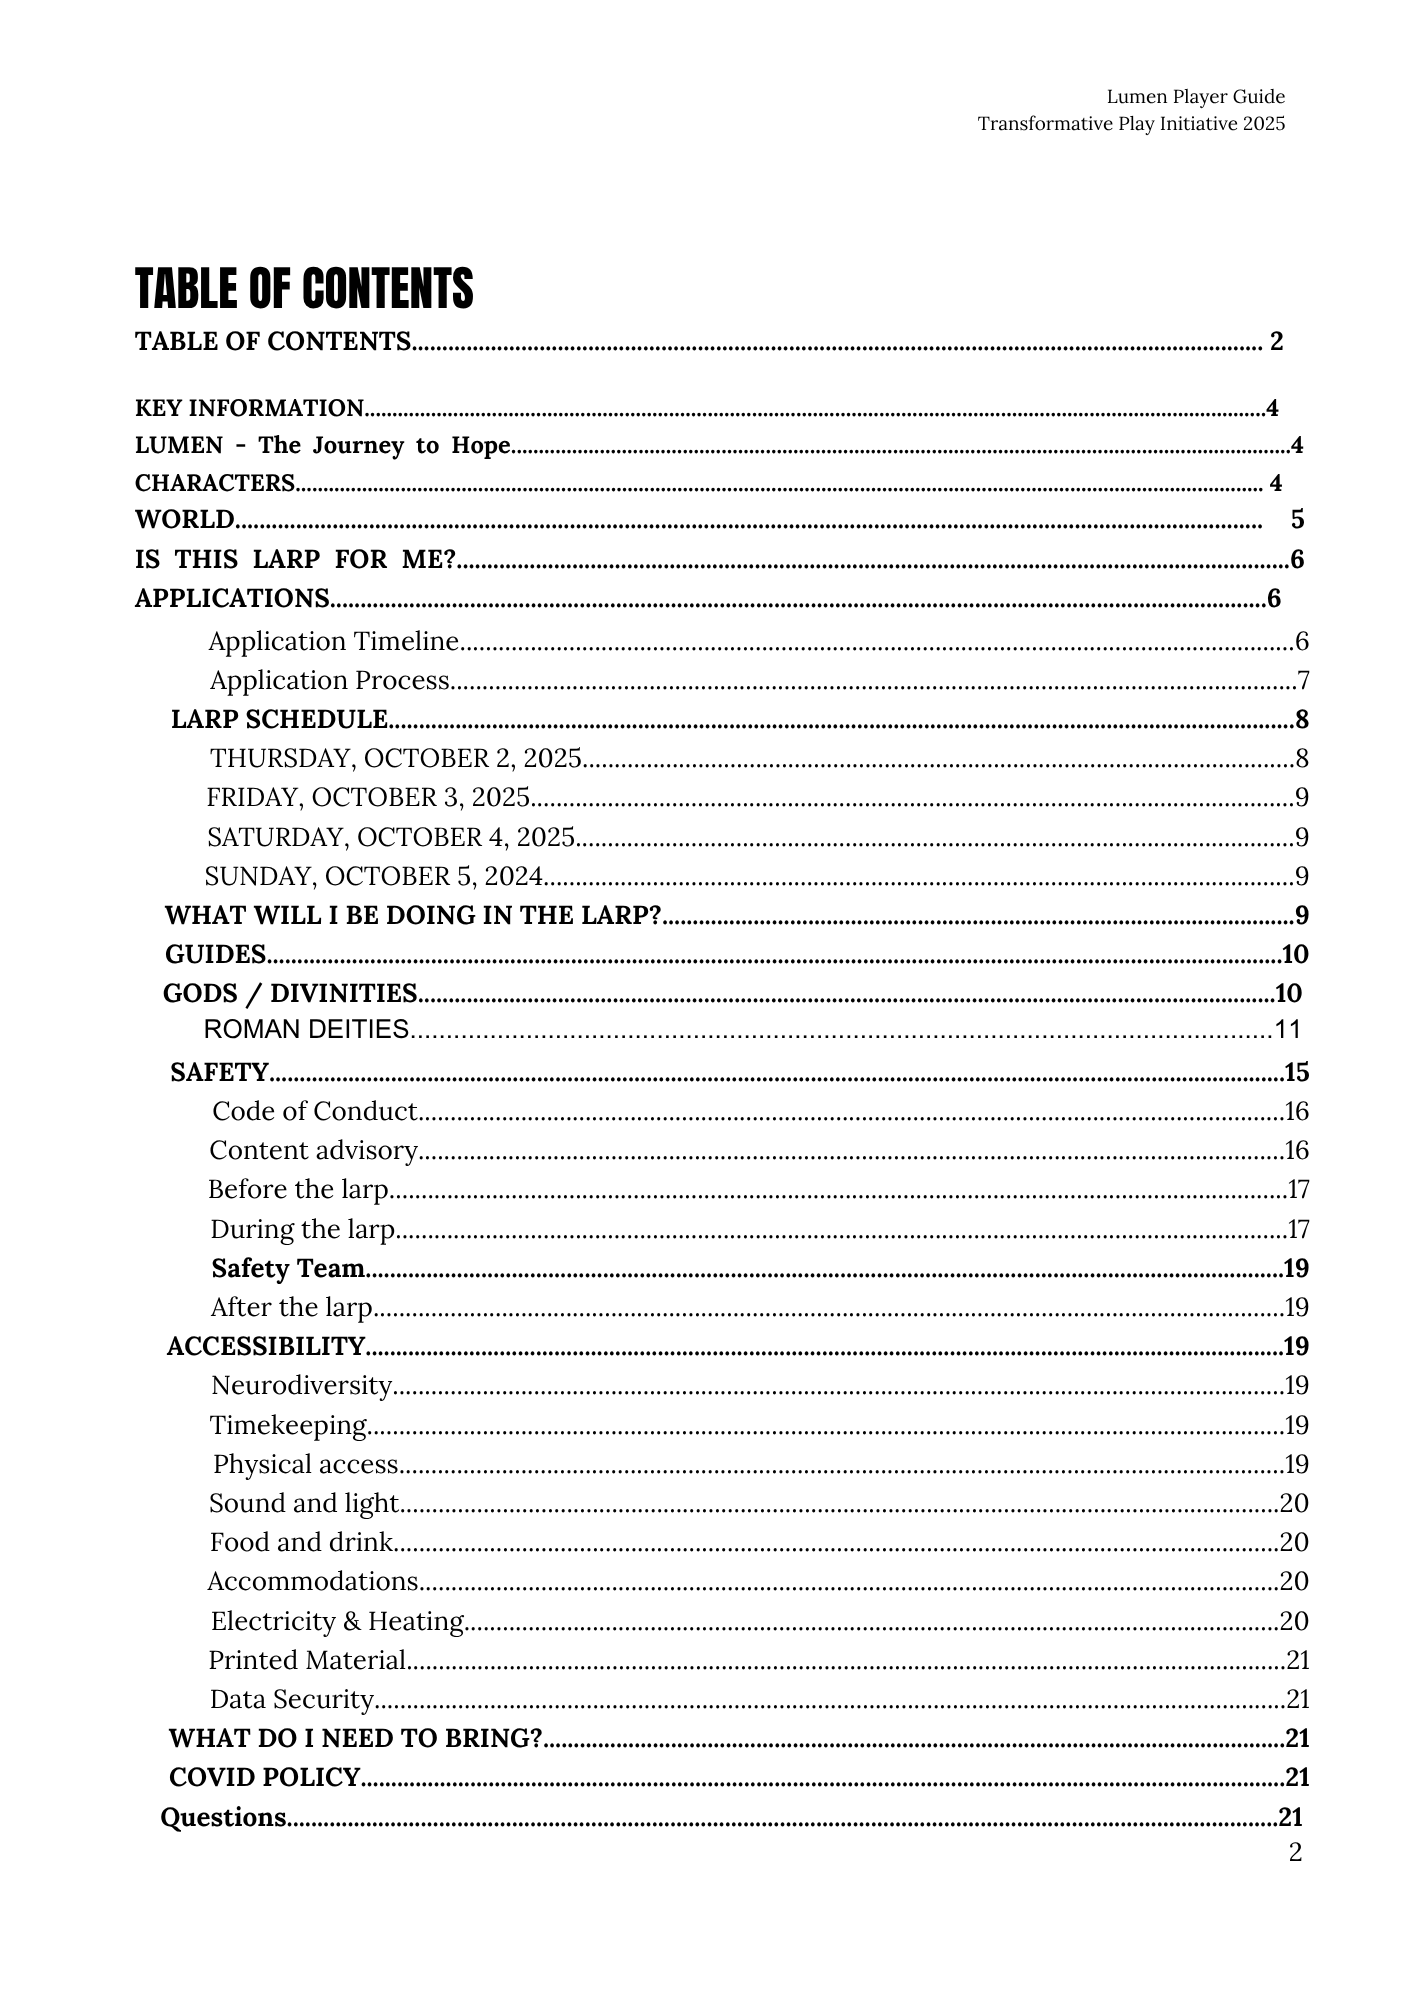 Lumen Player Guide
Transformative Play Initiative 2025
TABLE OF CONTENTS
TABLE OF CONTENTS........................................ 2
KEY INFORMATION........................................4
LUMEN - The Journey to Hope........................................4
CHARACTERS........................................ 4
WORLD........................................ 5
IS THIS LARP FOR ME?........................................6
APPLICATIONS........................................6
Application Timeline........................................6
Application Process........................................7
LARP SCHEDULE........................................8
THURSDAY, OCTOBER 2, 2025........................................8
FRIDAY, OCTOBER 3, 2025........................................9
SATURDAY, OCTOBER 4, 2025........................................9
SUNDAY, OCTOBER 5, 2024........................................9
WHAT WILL I BE DOING IN THE LARP?........................................9
GUIDES........................................10
GODS / DIVINITIES........................................10
ROMAN DEITIES........................................11
SAFETY........................................15
Code of Conduct........................................16
Content advisory........................................16
Before the larp........................................17
During the larp........................................17
Safety Team........................................19
After the larp........................................19
ACCESSIBILITY........................................19
Neurodiversity........................................19
Timekeeping........................................19
Physical access........................................19
Sound and light........................................20
Food and drink........................................20
Accommodations........................................20
Electricity & Heating........................................20
Printed Material........................................21
Data Security........................................21
WHAT DO I NEED TO BRING?........................................21
COVID POLICY........................................21
Questions........................................21
2